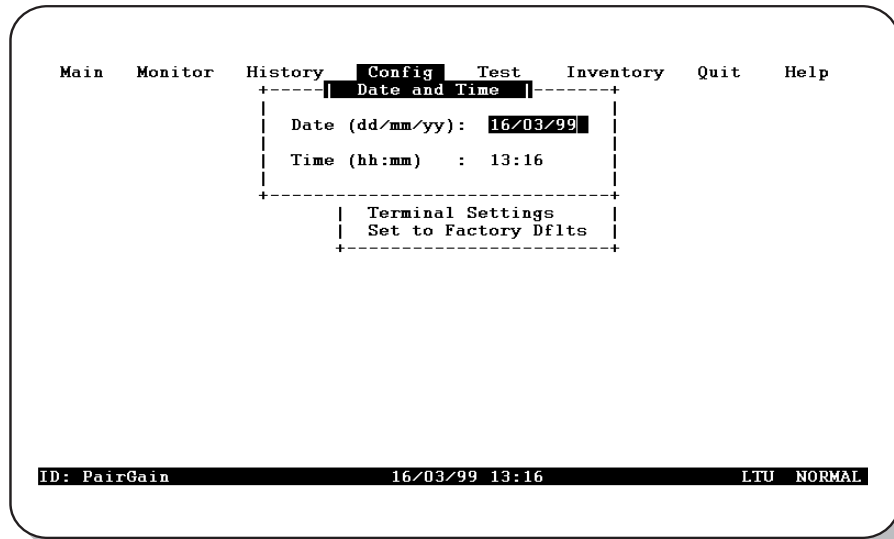 Main Monitor History Config Test Inventory Quit Help
Date and Time
Date (dd/mm/yy): 16/03/99
Time (hh:mm) : 13:16
Terminal Settings
Set to Factory Dflts
ID: PairGain 16/03/99 13:16 LTU NORMAL